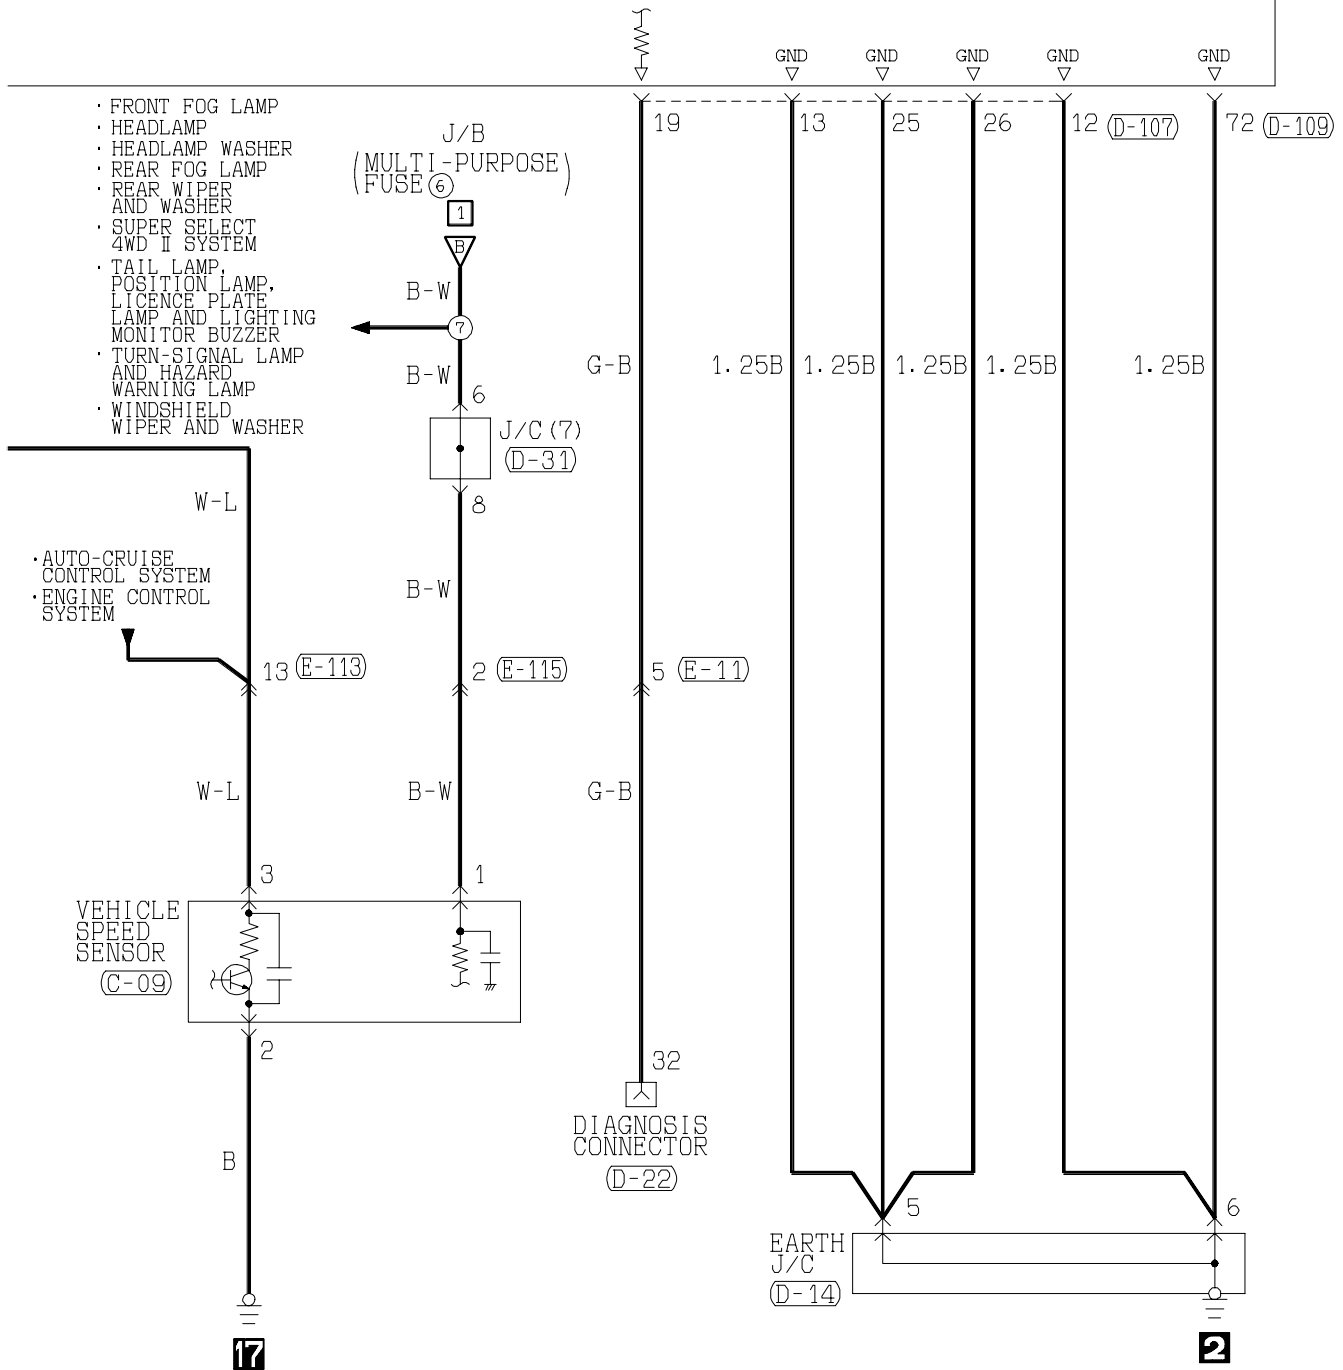 GND
GND
GND
GND
GND
19
13
25
26
12 (D-107)
72 (D-109)
· FRONT FOG LAMP
· HEADLAMP
· HEADLAMP WASHER
· REAR FOG LAMP
· REAR WIPER
AND WASHER
· SUPER SELECT
4WD Ⅱ SYSTEM
· TAIL LAMP,
POSITION LAMP,
LICENCE PLATE
LAMP AND LIGHTING
MONITOR BUZZER
· TURN-SIGNAL LAMP
AND HAZARD
WARNING LAMP
· WINDSHIELD
WIPER AND WASHER
J/B
(MULTI-PURPOSE
FUSE ⑥)
1
B
B-W
7
B-W
6
J/C (7)
(D-31)
8
G-B
1.25B
1.25B
1.25B
1.25B
1.25B
W-L
· AUTO-CRUISE
CONTROL SYSTEM
· ENGINE CONTROL
SYSTEM
B-W
13 (E-113)
2 (E-115)
5 (E-11)
W-L
B-W
G-B
3
1
VEHICLE
SPEED
SENSOR
(C-09)
2
32
DIAGNOSIS
CONNECTOR
(D-22)
B
5
6
EARTH
J/C
(D-14)
17
2